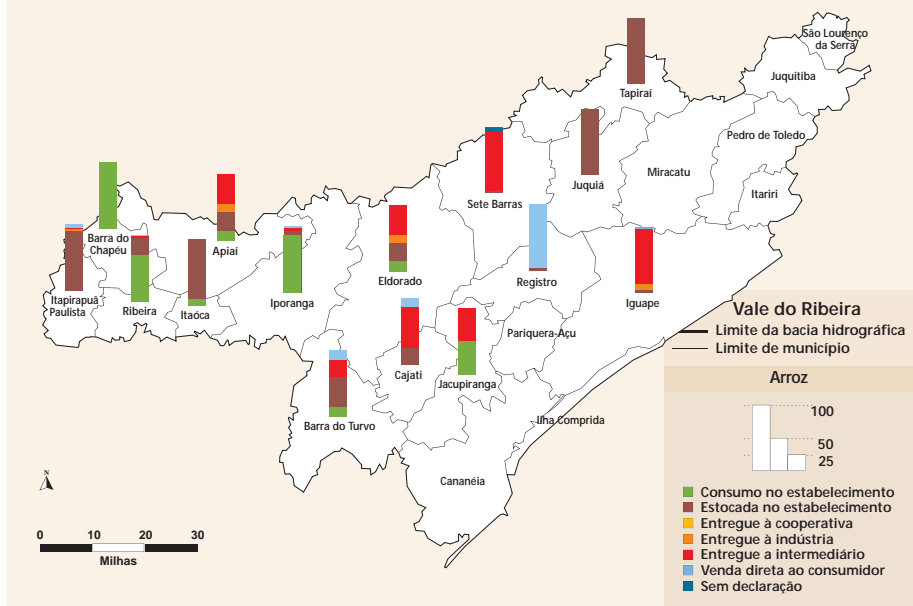 São Lourenço
da Serra
Juquitiba
Tapiraí
Pedro de Toledo
Miracatu
Juquiá
Itariri
Sete Barras
Barra do
Chapéu
Apiaí
Eldorado
Registro
Itapirapuã
Paulista
Ribeira
Itaóca
Iporanga
Iguape
Pariquera-Açu
Cajati
Jacupiranga
Barra do Turvo
Ilha Comprida
Cananéia
N
0 10 20 30
Milhas
Vale do Ribeira
Limite da bacia hidrográfica
Limite de município
Arroz
100
50
25
Consumo no estabelecimento
Estocada no estabelecimento
Entregue à cooperativa
Entregue à indústria
Entregue a intermediário
Venda direta ao consumidor
Sem declaração